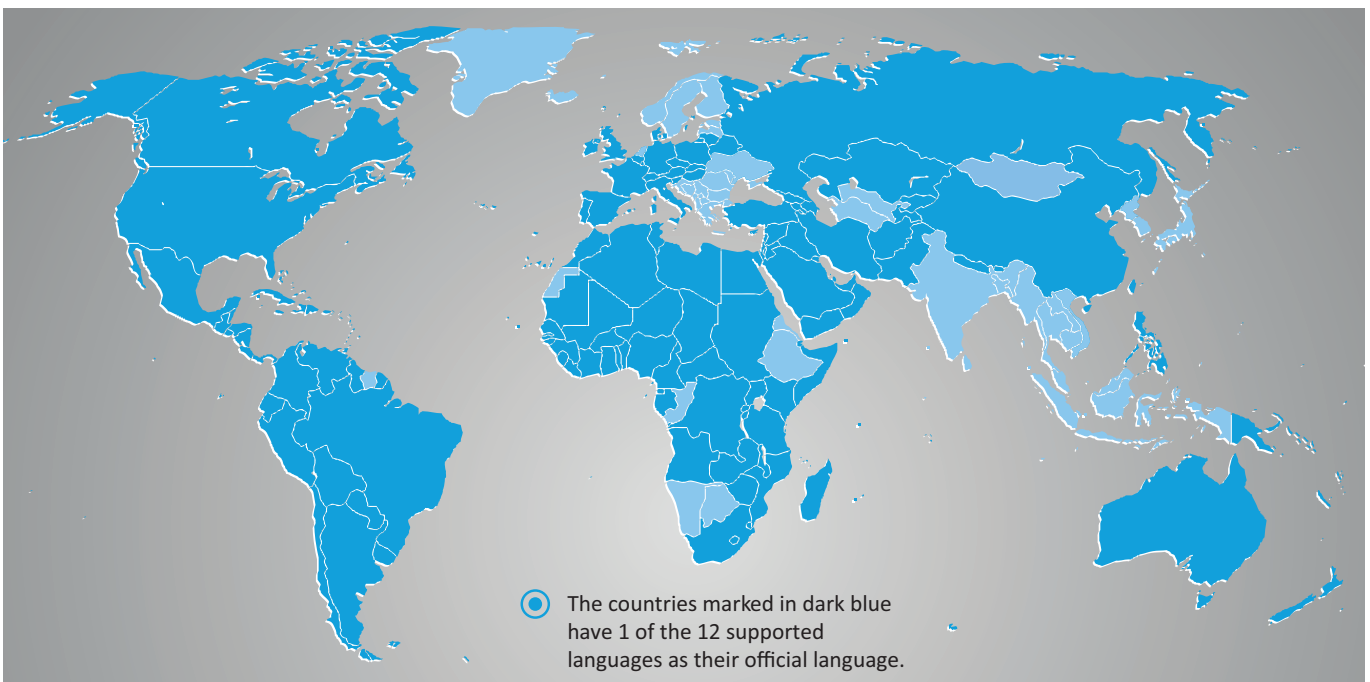 The countries marked in dark blue
have 1 of the 12 supported
languages as their official language.